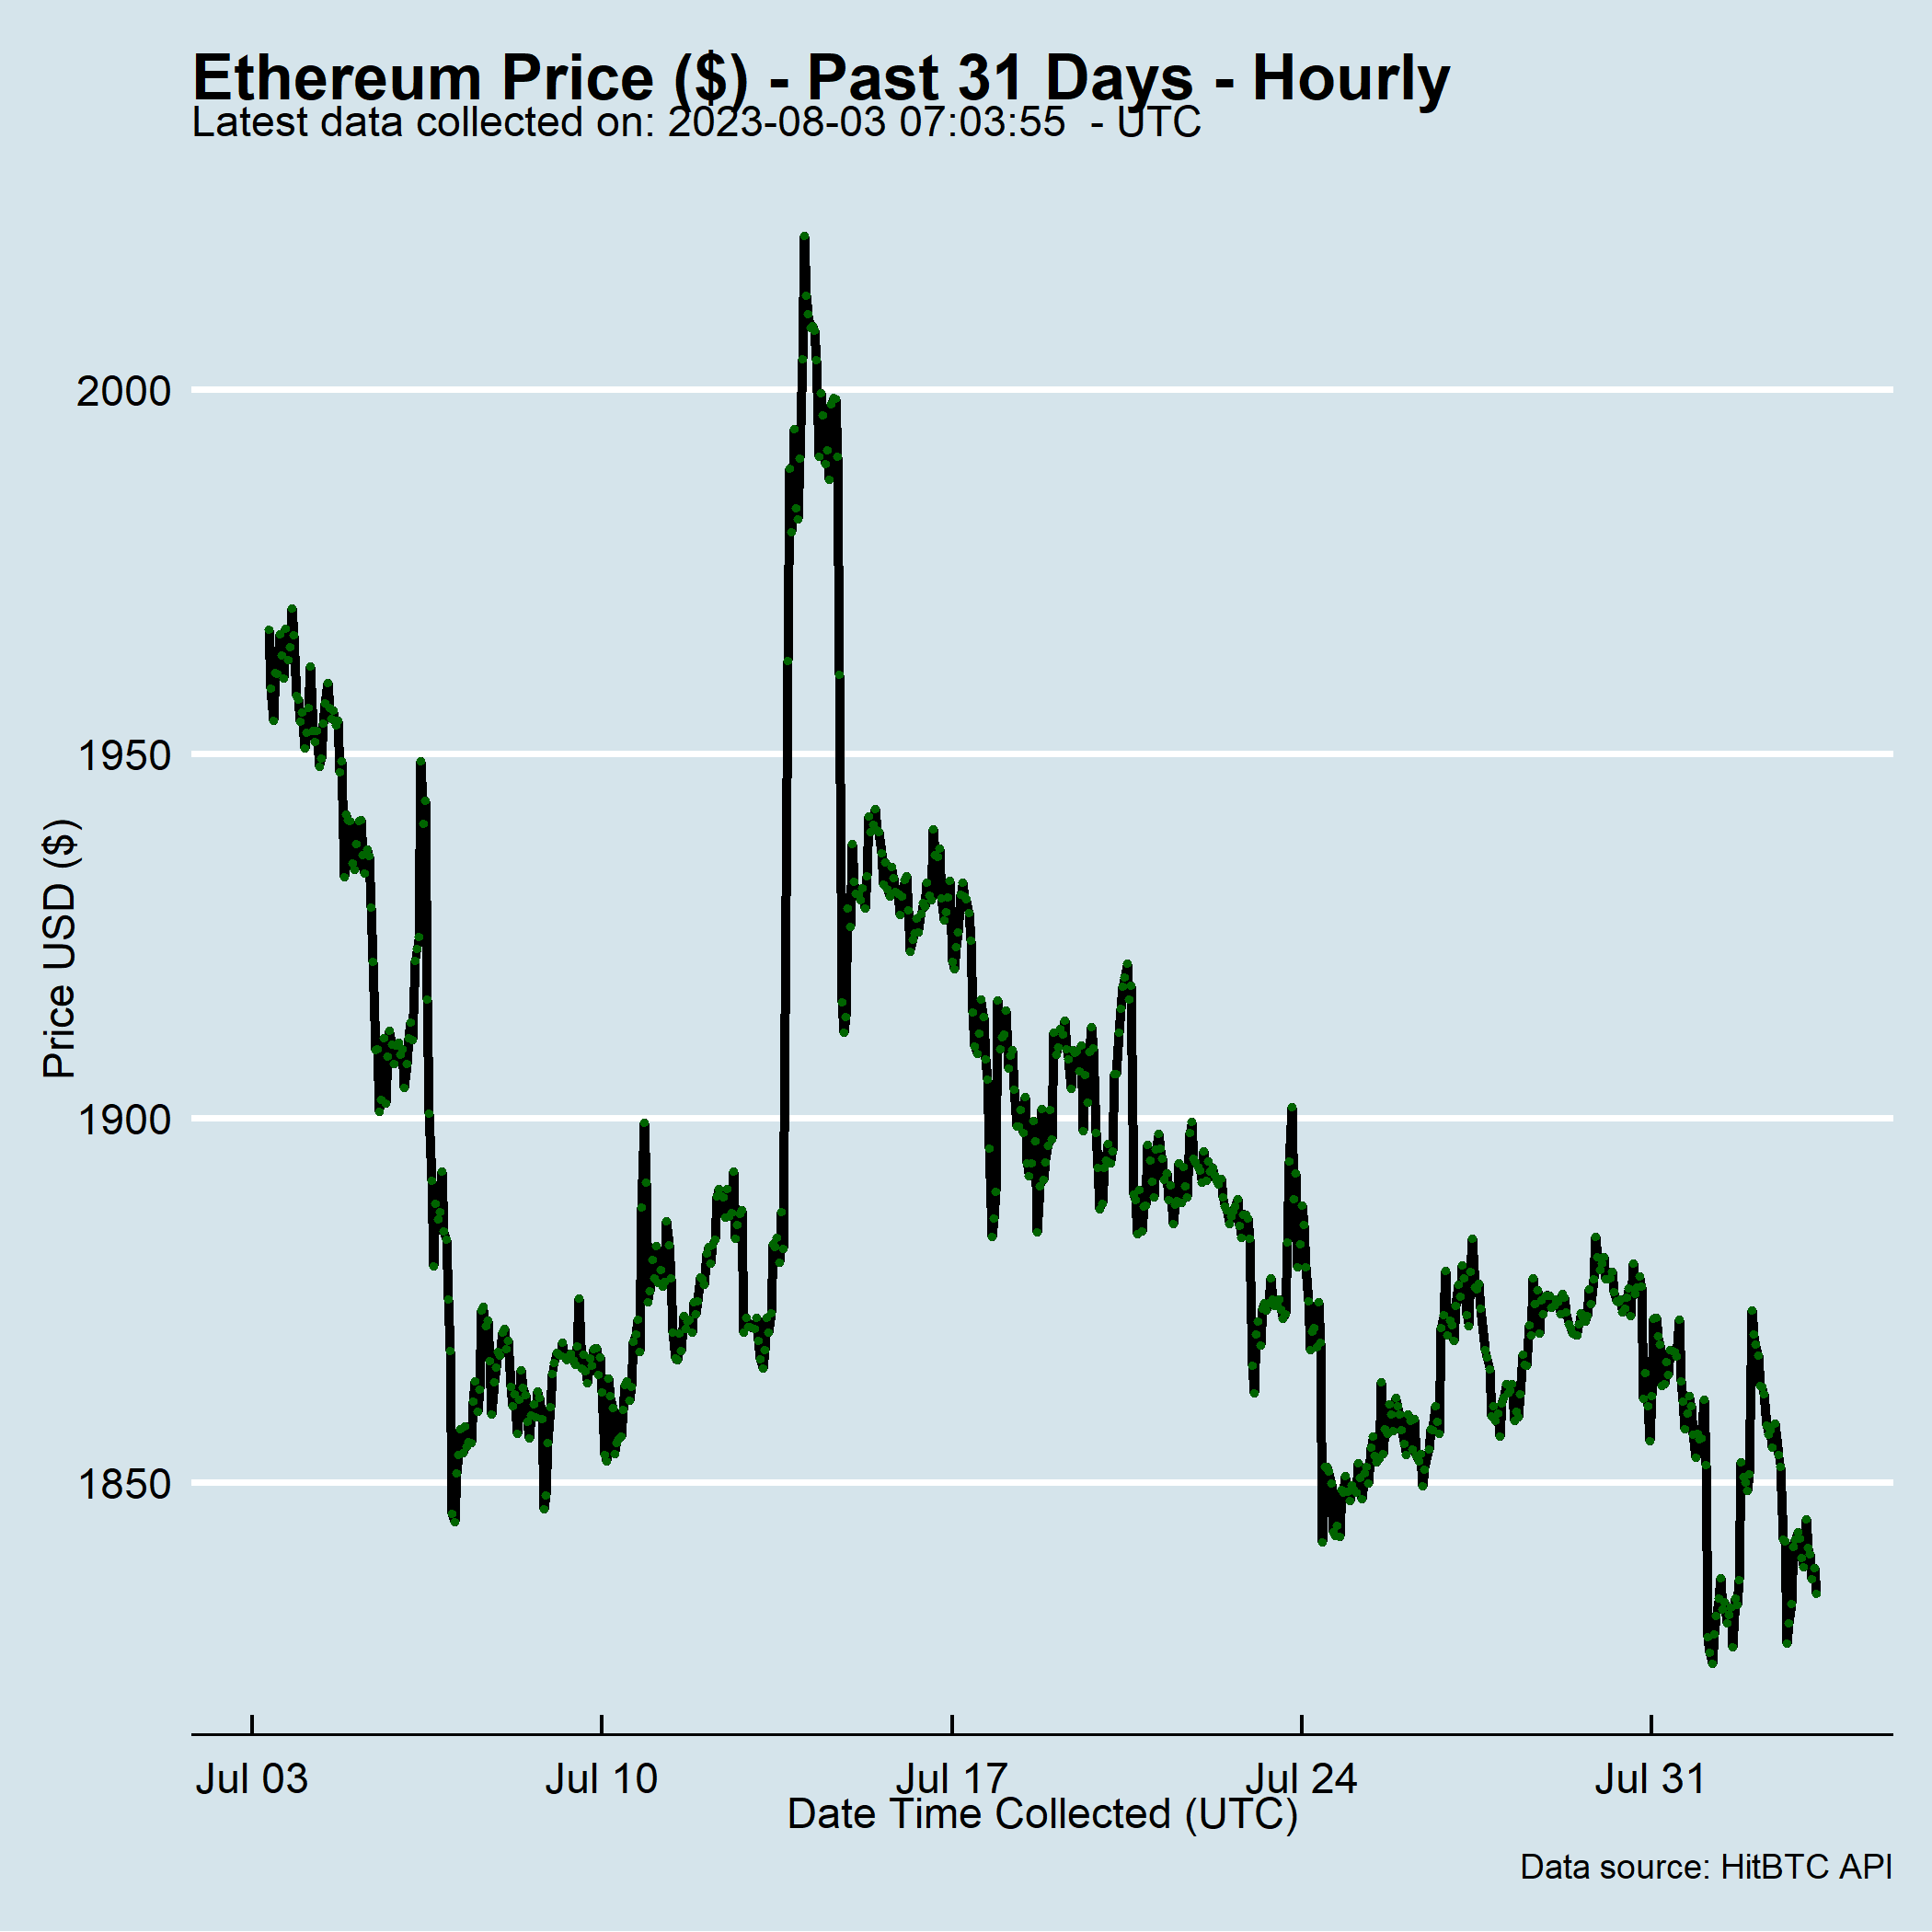 Ethereum Price ($) - Past 31 Days - Hourly
Latest data collected on: 2023-08-03 07:03:55  - UTC
2000
1950
1900
1850
Price USD ($)
Jul 03
Jul 10
Jul 17
Jul 24
Jul 31
Date Time Collected (UTC)
Data source: HitBTC API